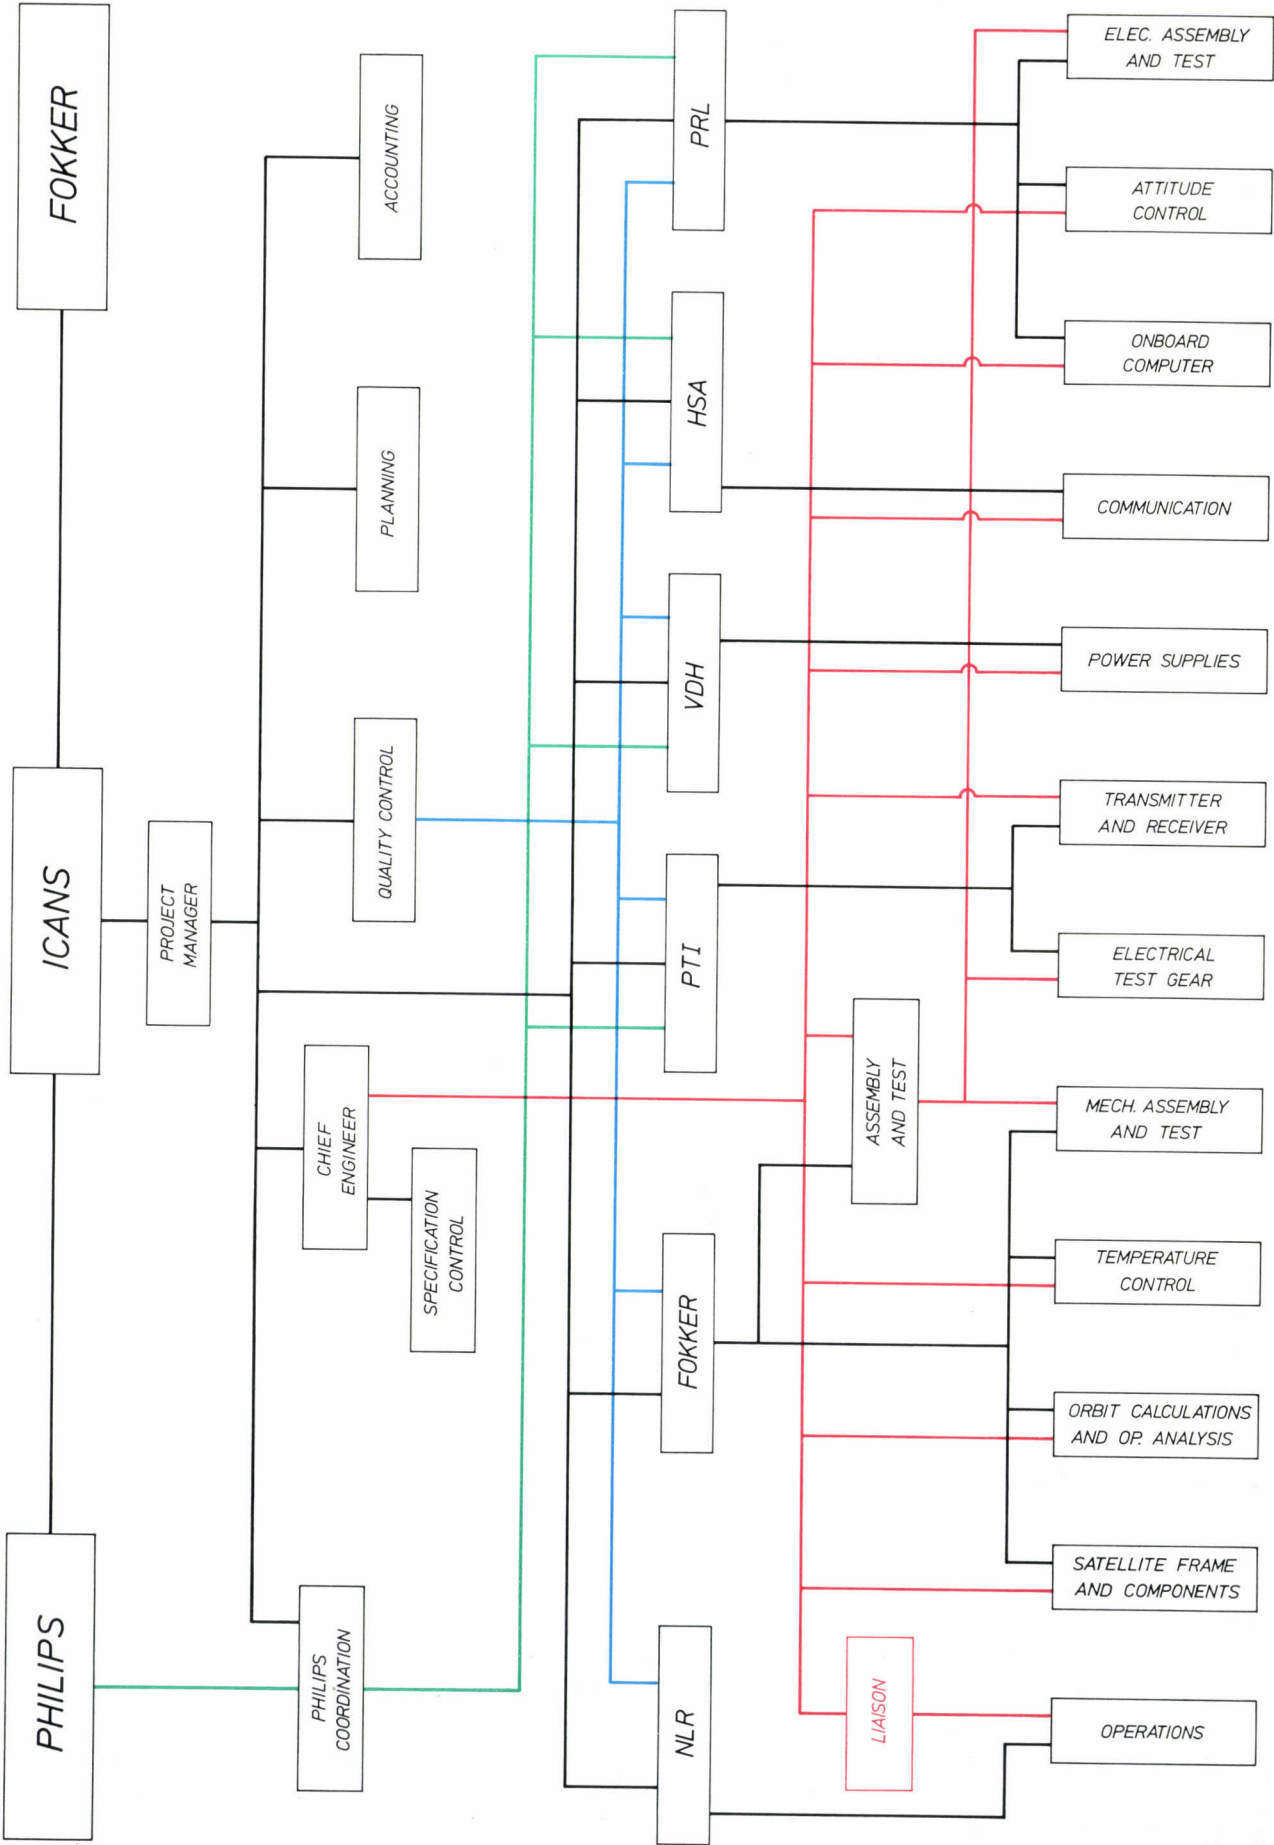 PHILIPS
ICANS
FOKKER
PROJECT
MANAGER
PHILIPS
COORDINATION
CHIEF
ENGINEER
SPECIFICATION
CONTROL
QUALITY CONTROL
PLANNING
ACCOUNTING
NLR
FOKKER
PTI
VDH
HSA
PRL
LIAISON
ASSEMBLY
AND TEST
OPERATIONS
SATELLITE FRAME
AND COMPONENTS
ORBIT CALCULATIONS
AND OP. ANALYSIS
TEMPERATURE
CONTROL
MECH. ASSEMBLY
AND TEST
ELECTRICAL
TEST GEAR
TRANSMITTER
AND RECEIVER
POWER SUPPLIES
COMMUNICATION
ONBOARD
COMPUTER
ATTITUDE
CONTROL
ELEC. ASSEMBLY
AND TEST